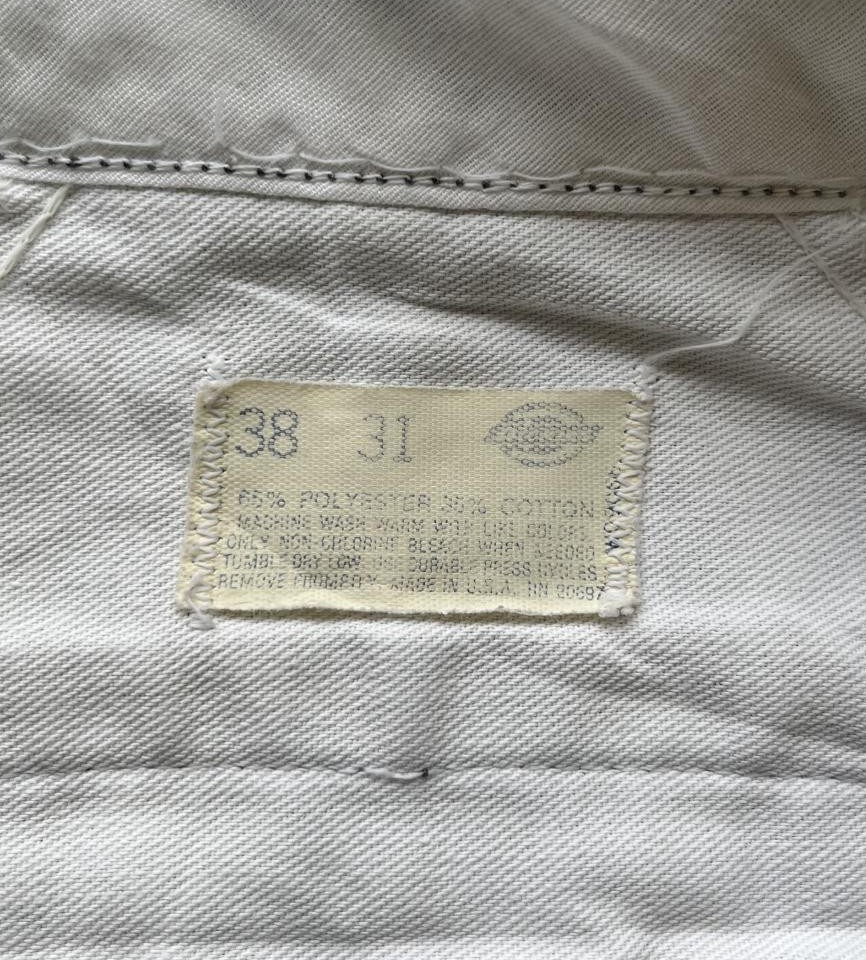 38 31
65% POLYESTER 35% COTTON
MACHINE WASH WARM WITH LIKE COLORS
ONLY NON-CHLORINE BLEACH WHEN NEEDED
TUMBLE DRY LOW USE DURABLE PRESS CYCLES
REMOVE PROMPTLY MADE IN U.S.A. RN 20697